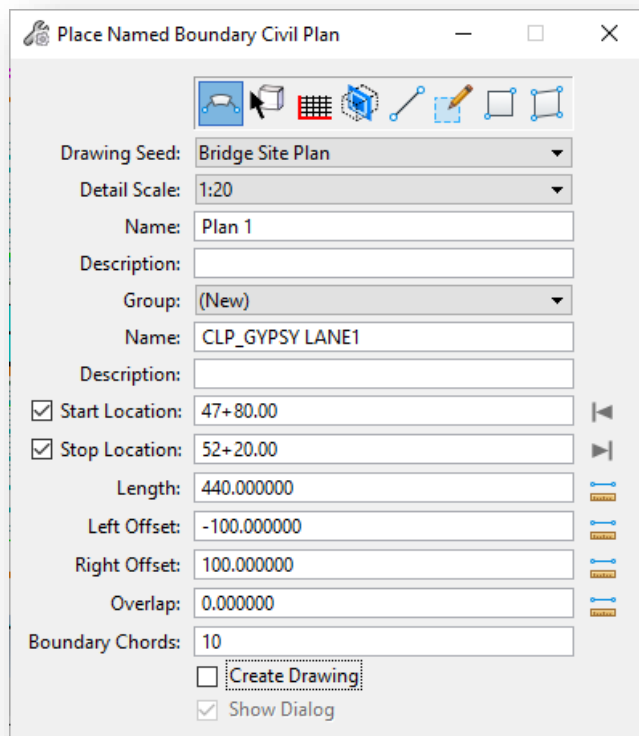 Place Named Boundary Civil Plan
Drawing Seed: Bridge Site Plan
Detail Scale: 1:20
Name: Plan 1
Description:
Group: (New)
Name: CLP_GYPSY LANE1
Description:
Start Location: 47+80.00
Stop Location: 52+20.00
Length: 440.000000
Left Offset: -100.000000
Right Offset: 100.000000
Overlap: 0.000000
Boundary Chords: 10
Create Drawing
Show Dialog